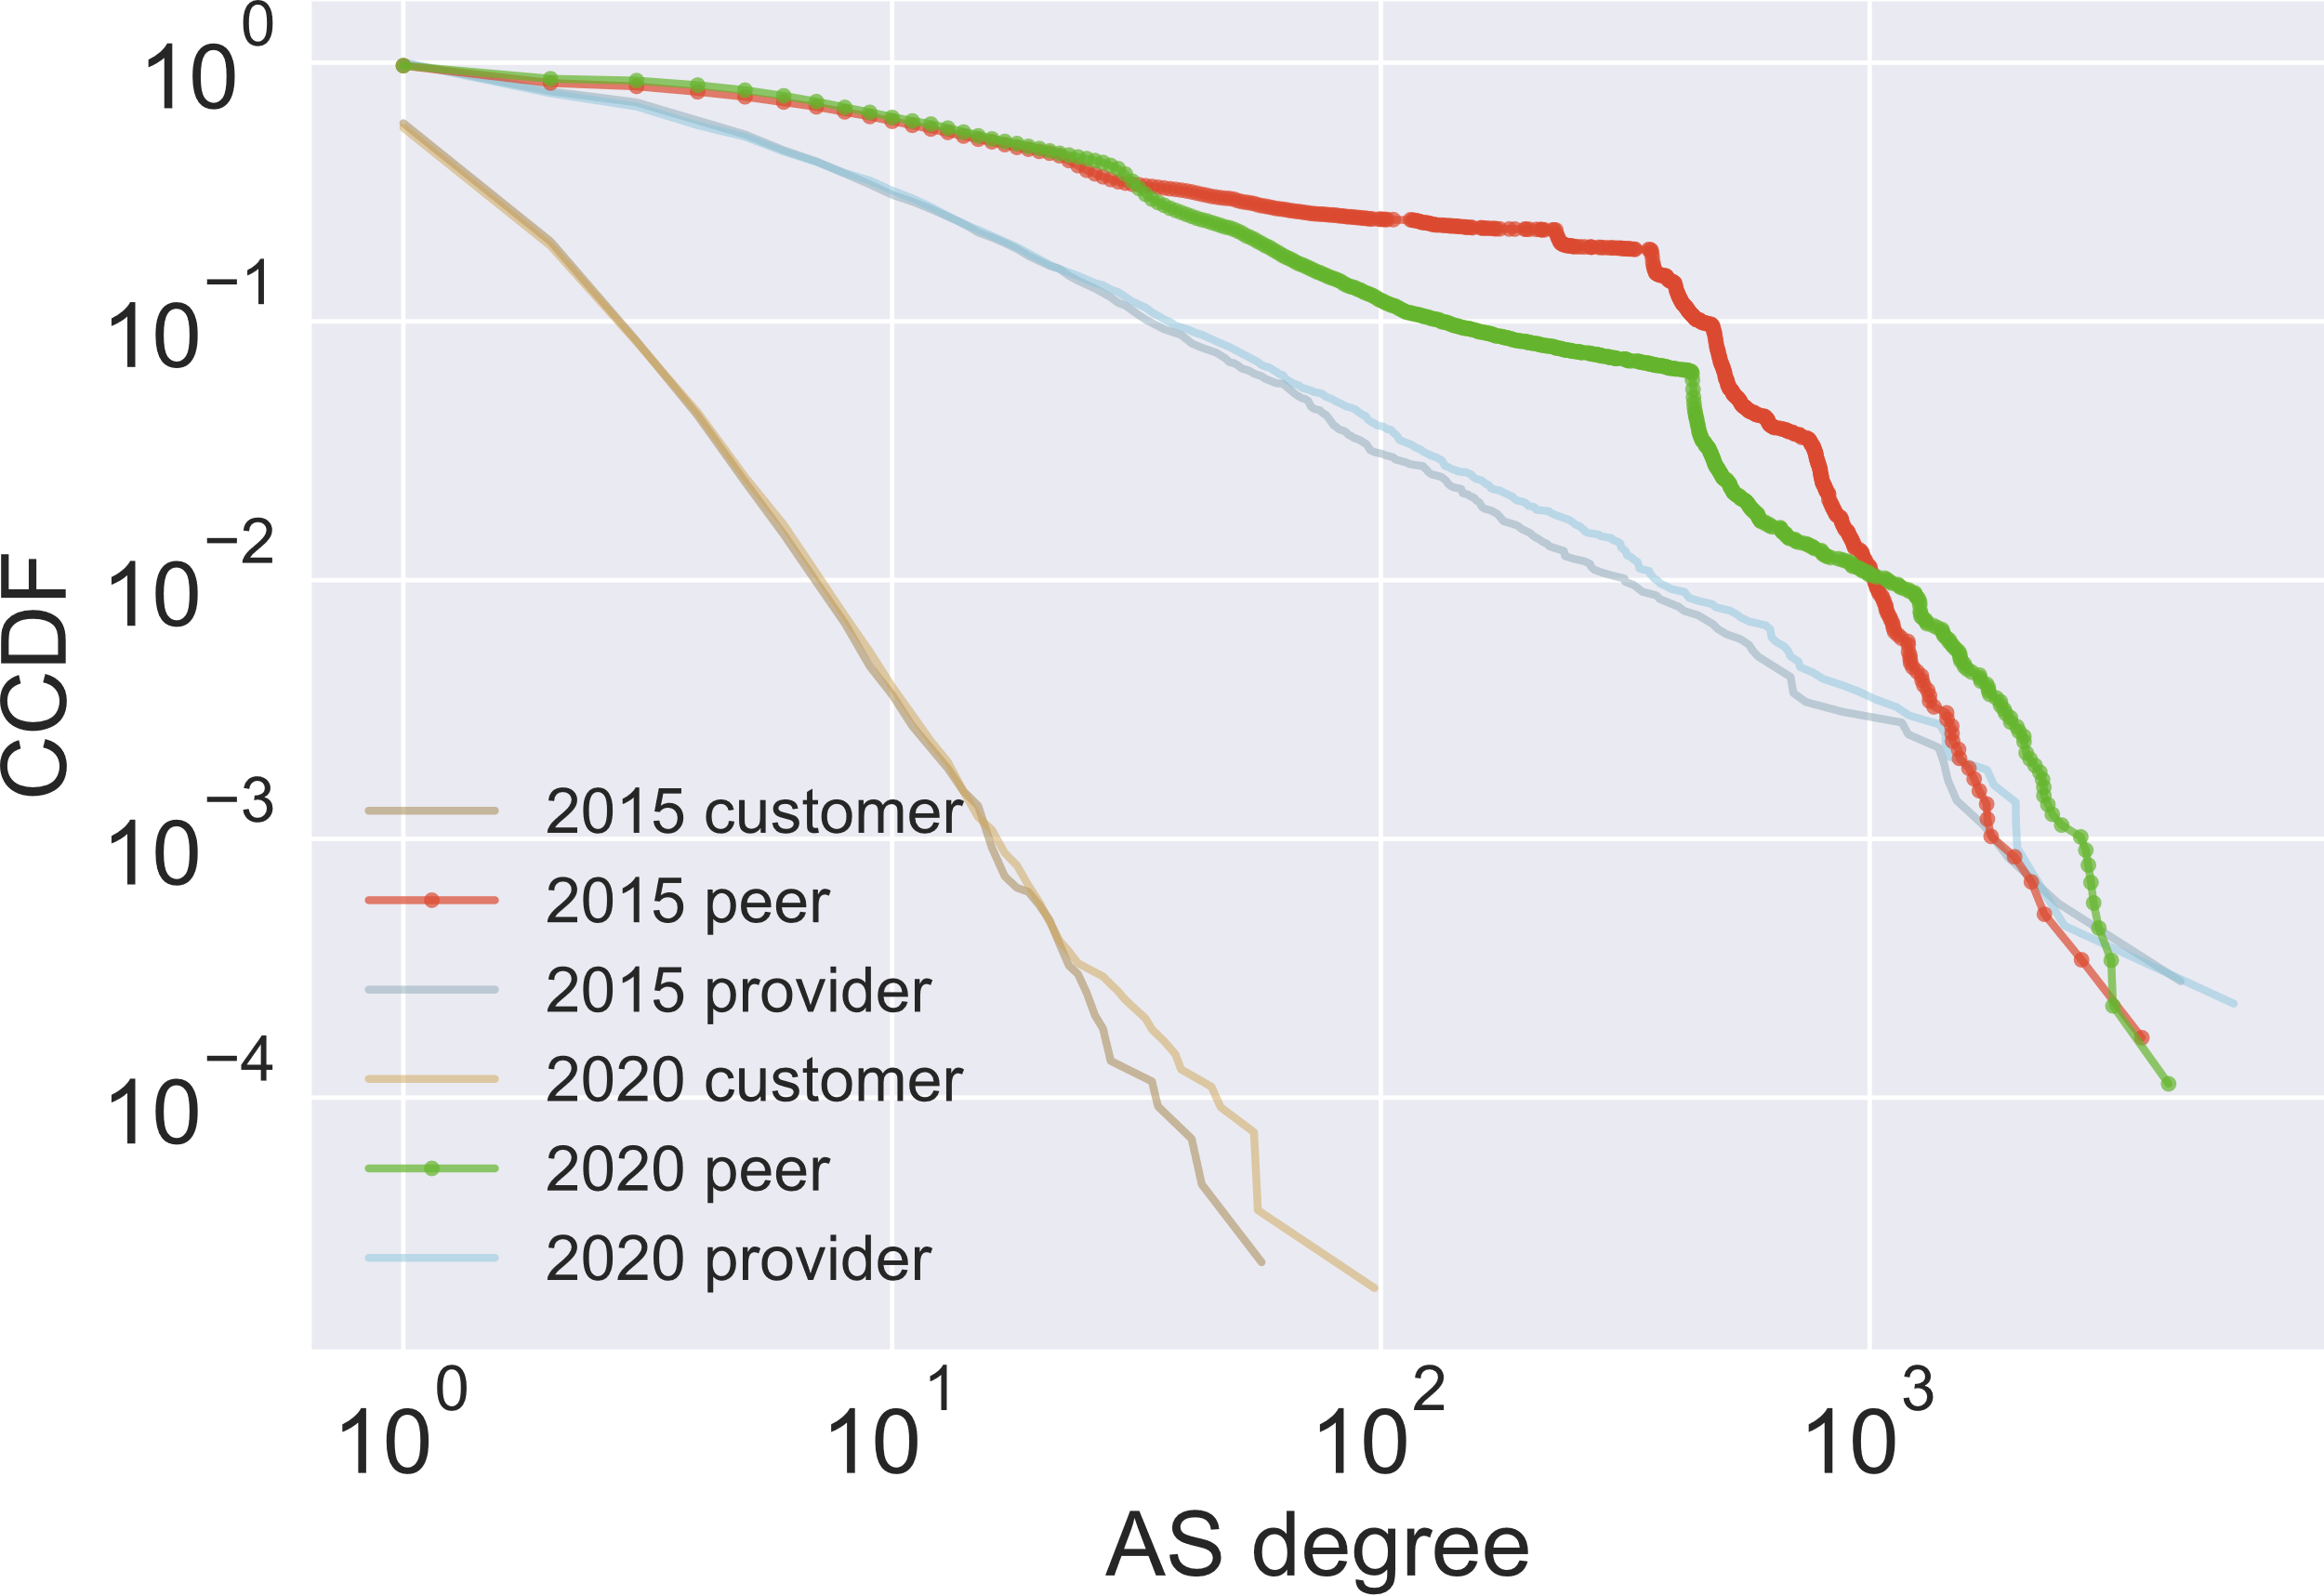 10^0
10^−1
10^−2
10^−3
10^−4
CCDF
2015 customer
2015 peer
2015 provider
2020 customer
2020 peer
2020 provider
10^0 10^1 10^2 10^3
AS degree